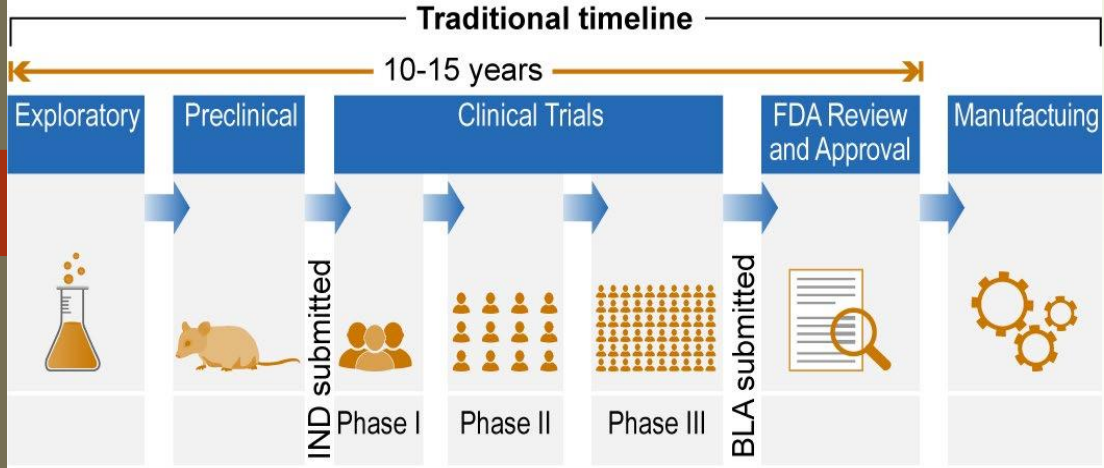 Traditional timeline
10-15 years
Exploratory
Preclinical
Clinical Trials
FDA Review
and Approval
Manufactuing
IND submitted
BLA submitted
Phase I
Phase II
Phase III